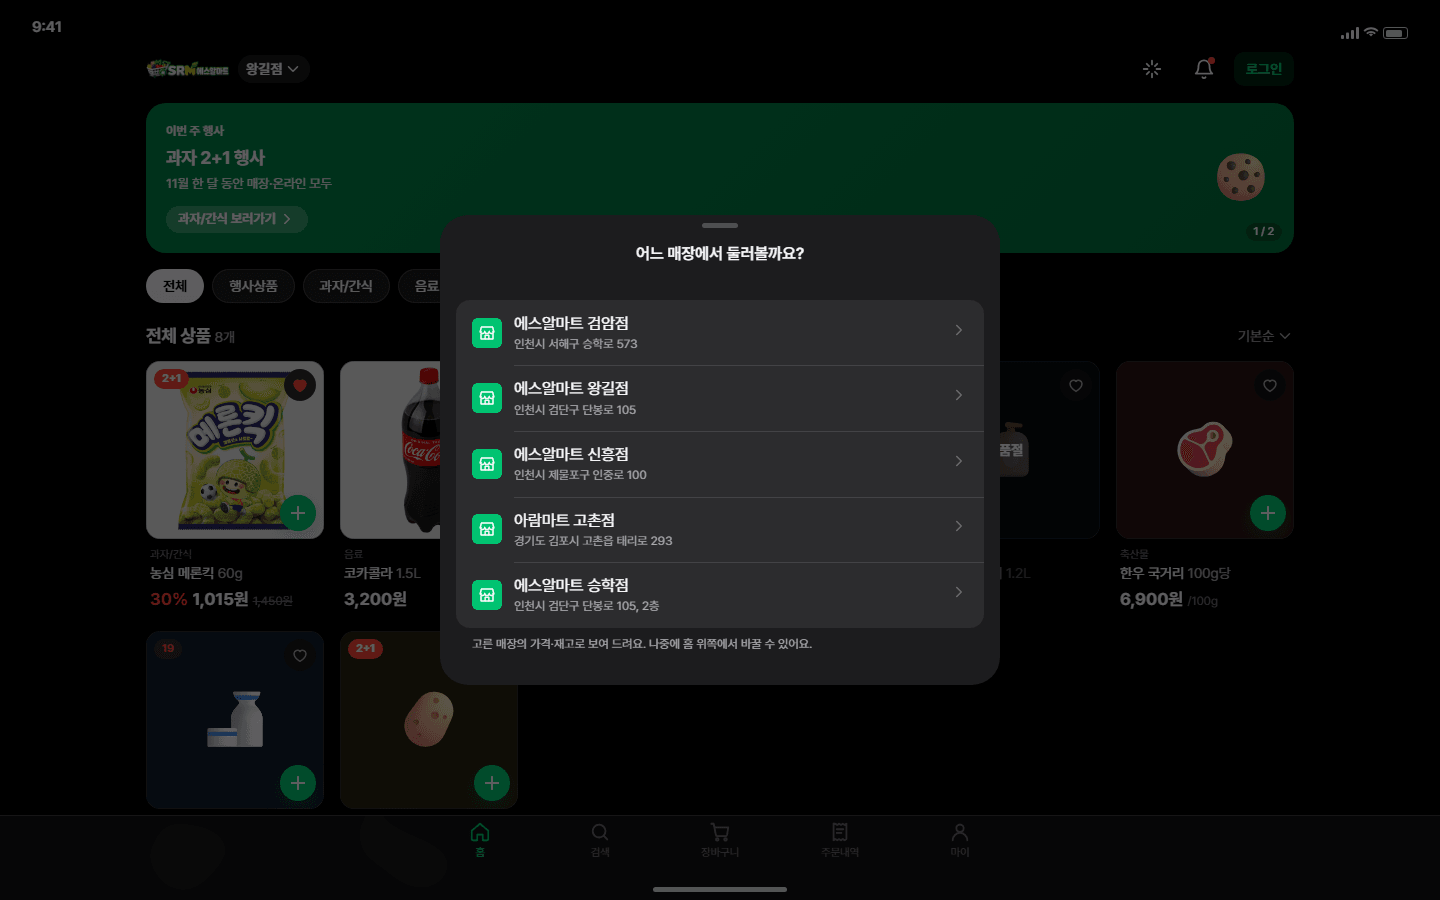 9:41
SRM 에스알마트
왕길점
로그인
이번 주 행사
과자 2+1 행사
11월 한 달 동안 매장·온라인 모두
과자/간식 보러가기
1 / 2
어느 매장에서 둘러볼까요?
전체
행사상품
과자/간식
음료
전체 상품 8개
기본순
에스알마트 검암점
인천시 서해구 승학로 573
에스알마트 왕길점
인천시 검단구 단봉로 105
에스알마트 신흥점
인천시 제물포구 인중로 100
아람마트 고촌점
경기도 김포시 고촌읍 태리로 293
에스알마트 승학점
인천시 검단구 단봉로 105, 2층
고른 매장의 가격·재고로 보여 드려요. 나중에 홈 위쪽에서 바꿀 수 있어요.
2+1
농심
메론킥
Coca-Co
품절
과자/간식
농심 메론킥 60g
30% 1,015원 1,450원
음료
코카콜라 1.5L
3,200원
1.2L
축산물
한우 국거리 100g당
6,900원 /100g
19
2+1
홈
검색
장바구니
주문내역
마이